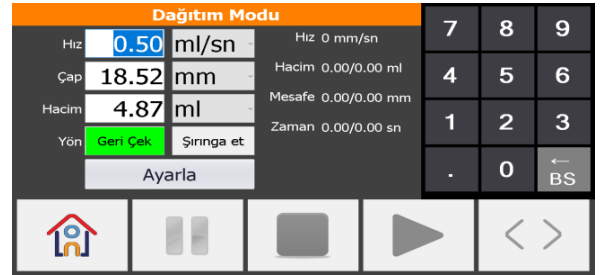 Dağıtım Modu
Hız 0.50 ml/sn
Çap 18.52 mm
Hacim 4.87 ml
Yön Geri Çek Şırınga et
Ayarla
Hız 0 mm/sn
Hacim 0.00/0.00 ml
Mesafe 0.00/0.00 mm
Zaman 0.00/0.00 sn
7 8 9
4 5 6
1 2 3
. 0 ← BS